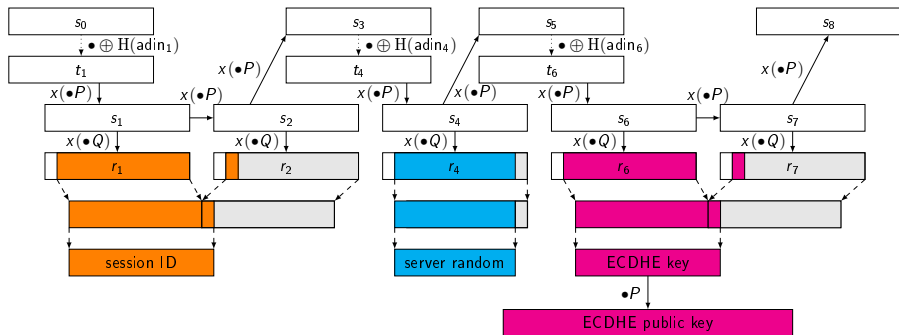 s₀ s₃ s₅ s₈
• ⊕ H(adin₁) • ⊕ H(adin₄) • ⊕ H(adin₆)
t₁ x(•P) t₄ t₆ x(•P)
x(•P) x(•P) x(•P) x(•P) x(•P) x(•P)
s₁ s₂ s₄ s₆ s₇
x(•Q) x(•Q) x(•Q) x(•Q) x(•Q)
r₁ r₂ r₄ r₆ r₇
session ID server random ECDHE key
•P
ECDHE public key